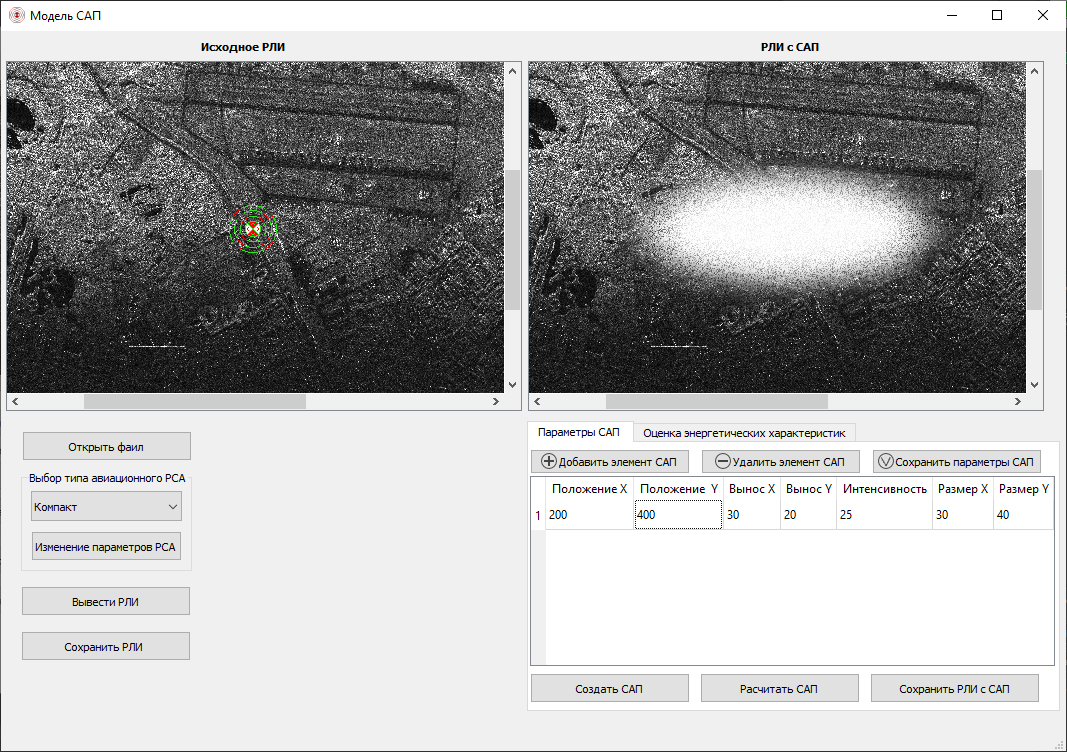 Модель САП
Исходное РЛИ
РЛИ с САП
Открыть фаил
Выбор типа авиационного РСА
Компакт
Изменение параметров РСА
Вывести РЛИ
Сохранить РЛИ
Параметры САП
Оценка энергетических характеристик
Добавить элемент САП
Удалить элемент САП
Сохранить параметры САП
Положение X Положение Y Вынос X Вынос Y Интенсивность Размер X Размер Y
1 200 400 30 20 25 30 40
Создать САП
Расчитать САП
Сохранить РЛИ с САП